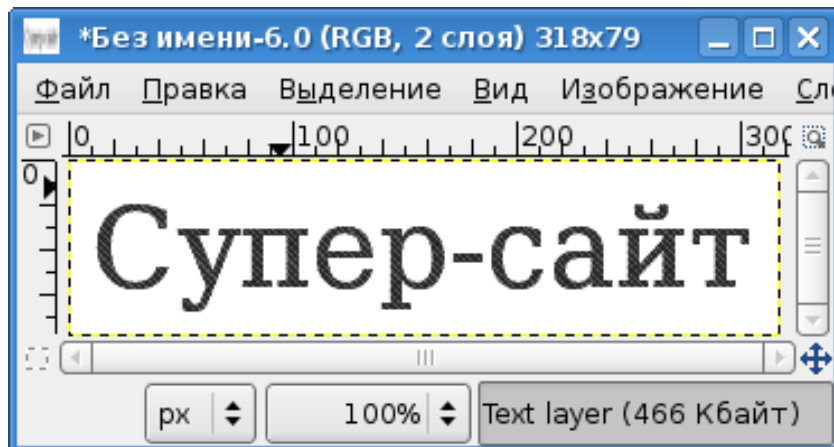 *Без имени-6.0 (RGB, 2 слоя) 318x79
Файл Правка Выделение Вид Изображение Сл
0 100 200 300
0
Супер-сайт
px 100% Text layer (466 Кбайт)